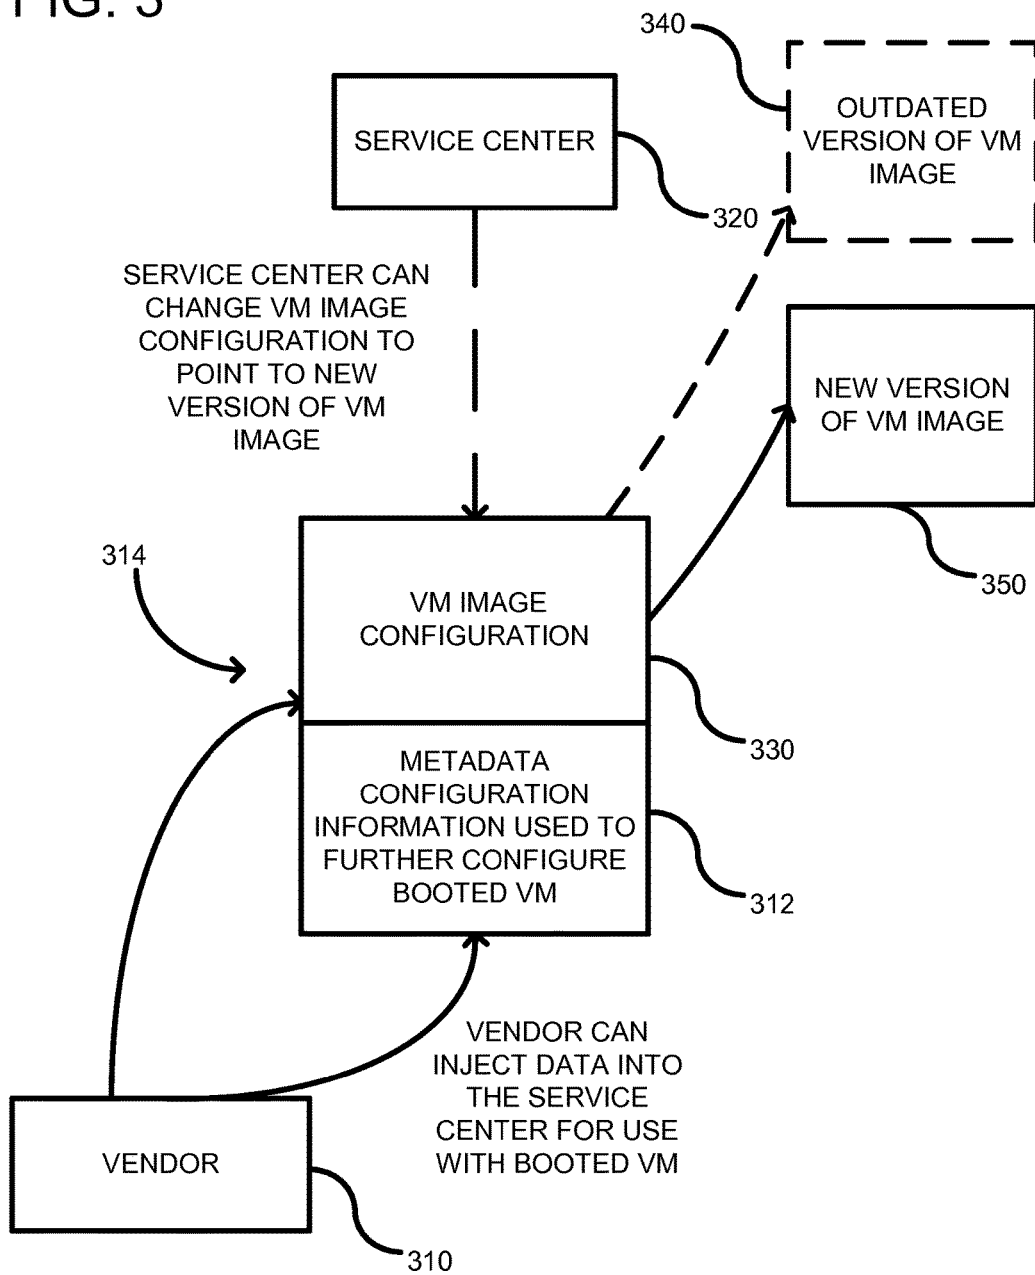 FIG. 3
340
OUTDATED
VERSION OF VM
IMAGE
SERVICE CENTER
320
SERVICE CENTER CAN
CHANGE VM IMAGE
CONFIGURATION TO
POINT TO NEW
VERSION OF VM
IMAGE
NEW VERSION
OF VM IMAGE
350
314
VM IMAGE
CONFIGURATION
330
METADATA
CONFIGURATION
INFORMATION USED TO
FURTHER CONFIGURE
BOOTED VM
312
VENDOR CAN
INJECT DATA INTO
THE SERVICE
CENTER FOR USE
WITH BOOTED VM
VENDOR
310